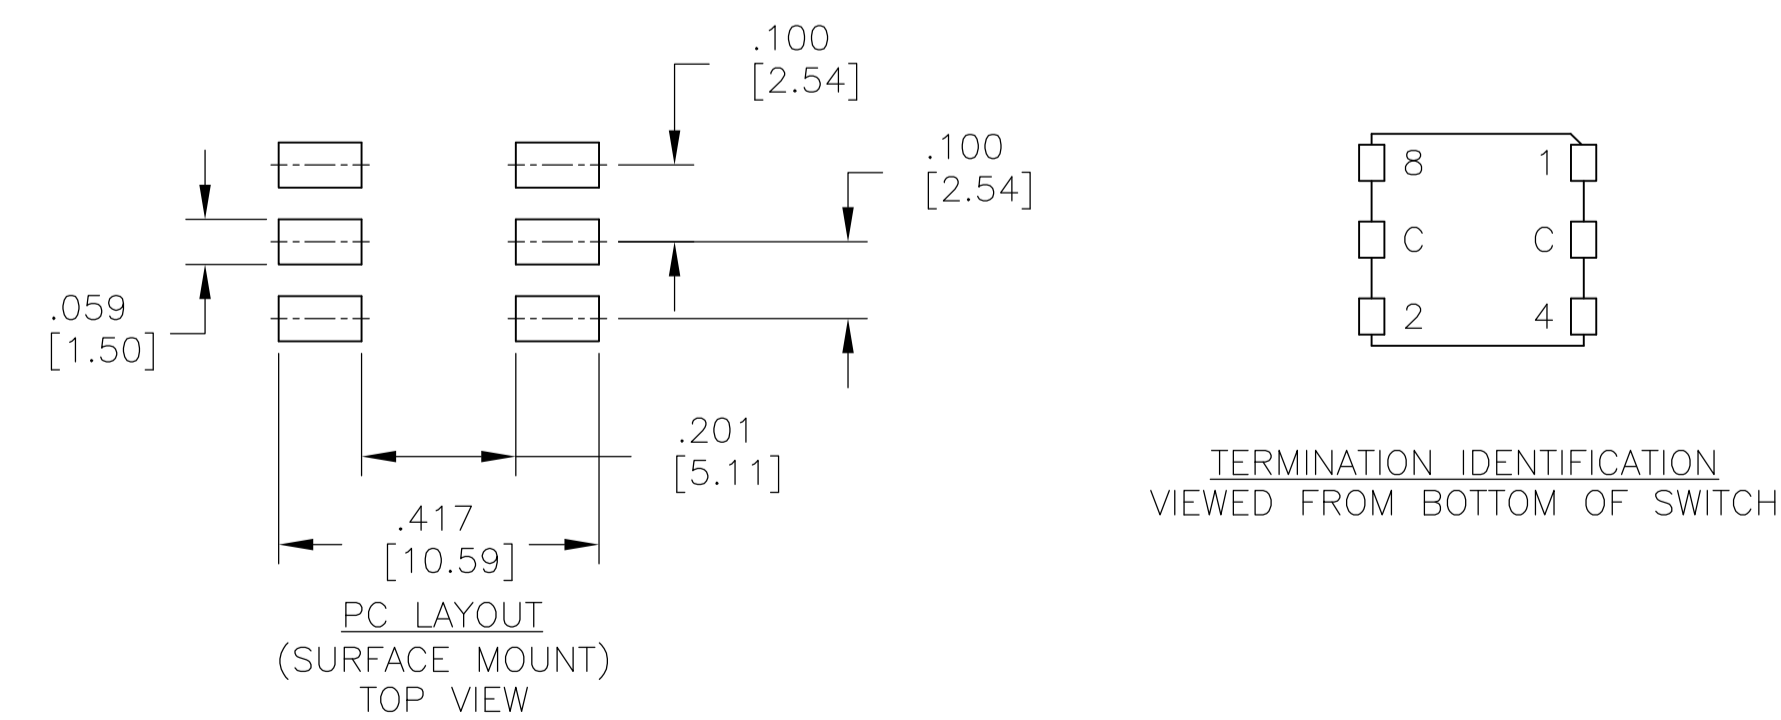 .100
[2.54]
.100
[2.54]
.059
[1.50]
.201
[5.11]
.417
[10.59]
PC LAYOUT
(SURFACE MOUNT)
TOP VIEW
8 1
C C
2 4
TERMINATION IDENTIFICATION
VIEWED FROM BOTTOM OF SWITCH